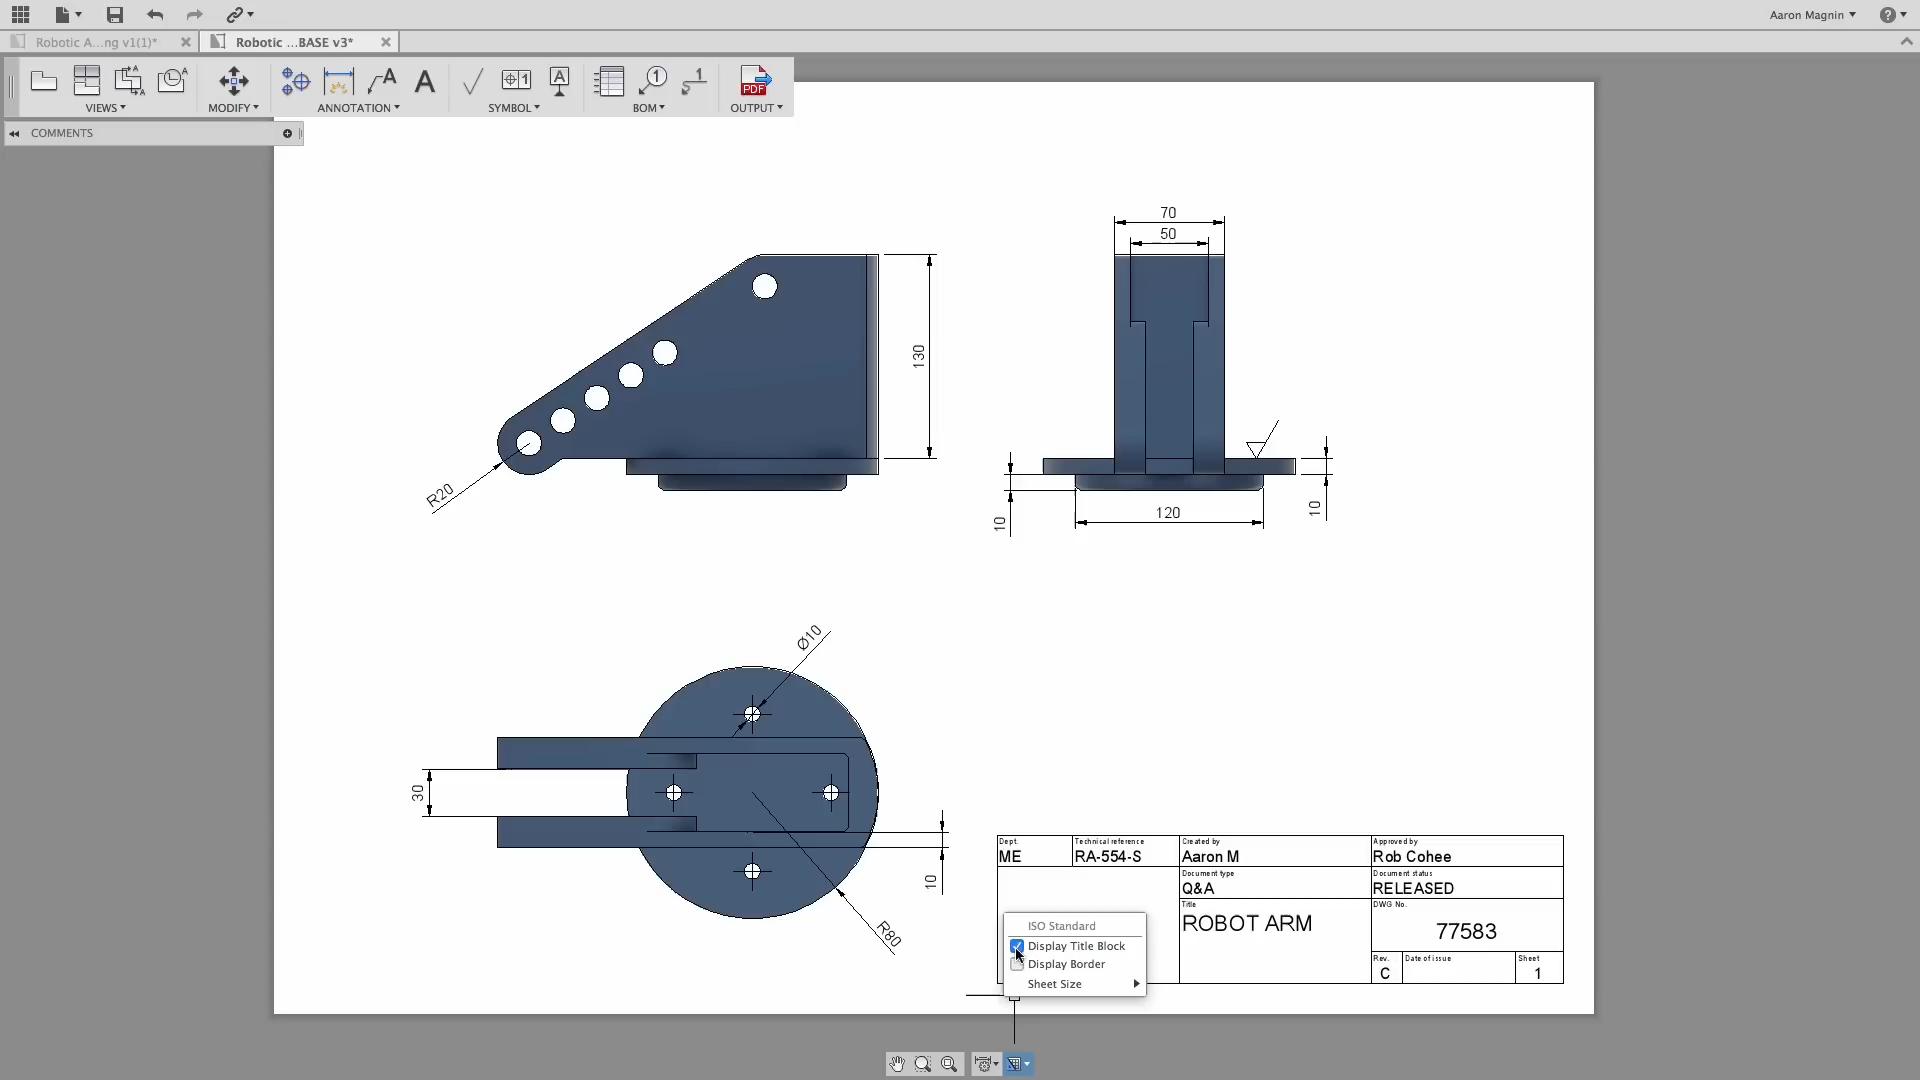 Aaron Magnin
?
Robotic A...ng v1(1)*
Robotic ...BASE v3*
VIEWS
MODIFY
ANNOTATION
SYMBOL
BOM
OUTPUT
A
A
A
1
A
1
1
PDF
COMMENTS
70
50
130
R20
10
120
10
Ø10
30
10
R80
Dept.
ME
Technical reference
RA-554-S
Created by
Aaron M
Approved by
Rob Cohee
Document type
Q&A
Document status
RELEASED
Title
ROBOT ARM
DWG No.
77583
Rev.
C
Date of issue
Sheet
1
ISO Standard
Display Title Block
Display Border
Sheet Size